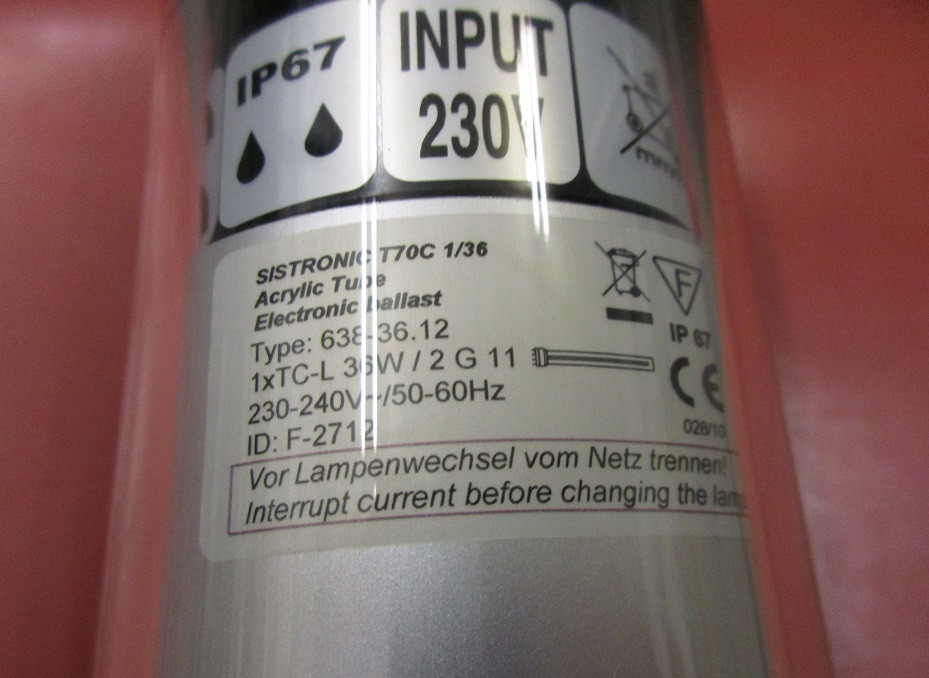 IP67
INPUT
230V
SISTRONIC T70C 1/36
Acrylic Tube
Electronic ballast
Type: 638-36.12
1xTC-L 36W / 2 G 11
230-240V~/50-60Hz
ID: F-2712
F
IP 67
CE
028/10
Vor Lampenwechsel vom Netz trennen!
Interrupt current before changing the